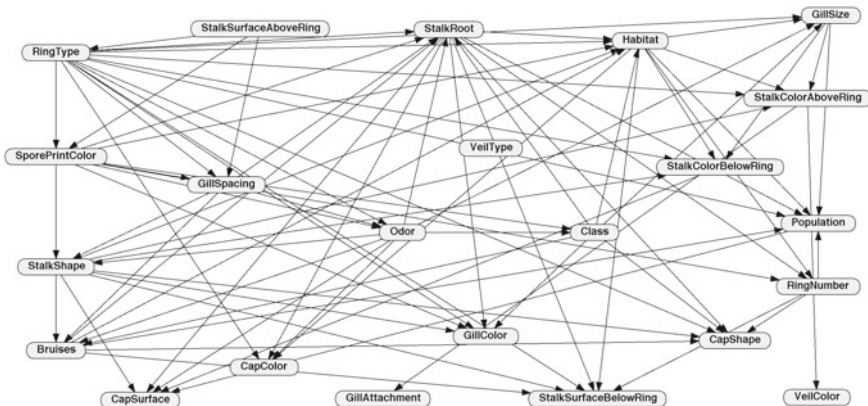 GillSize
StalkSurfaceAboveRing
StalkRoot
Habitat
RingType
StalkColorAboveRing
VeilType
SporePrintColor
StalkColorBelowRing
GillSpacing
Population
Odor
Class
StalkShape
RingNumber
GillColor
CapShape
Bruises
CapColor
CapSurface
GillAttachment
StalkSurfaceBelowRing
VeilColor